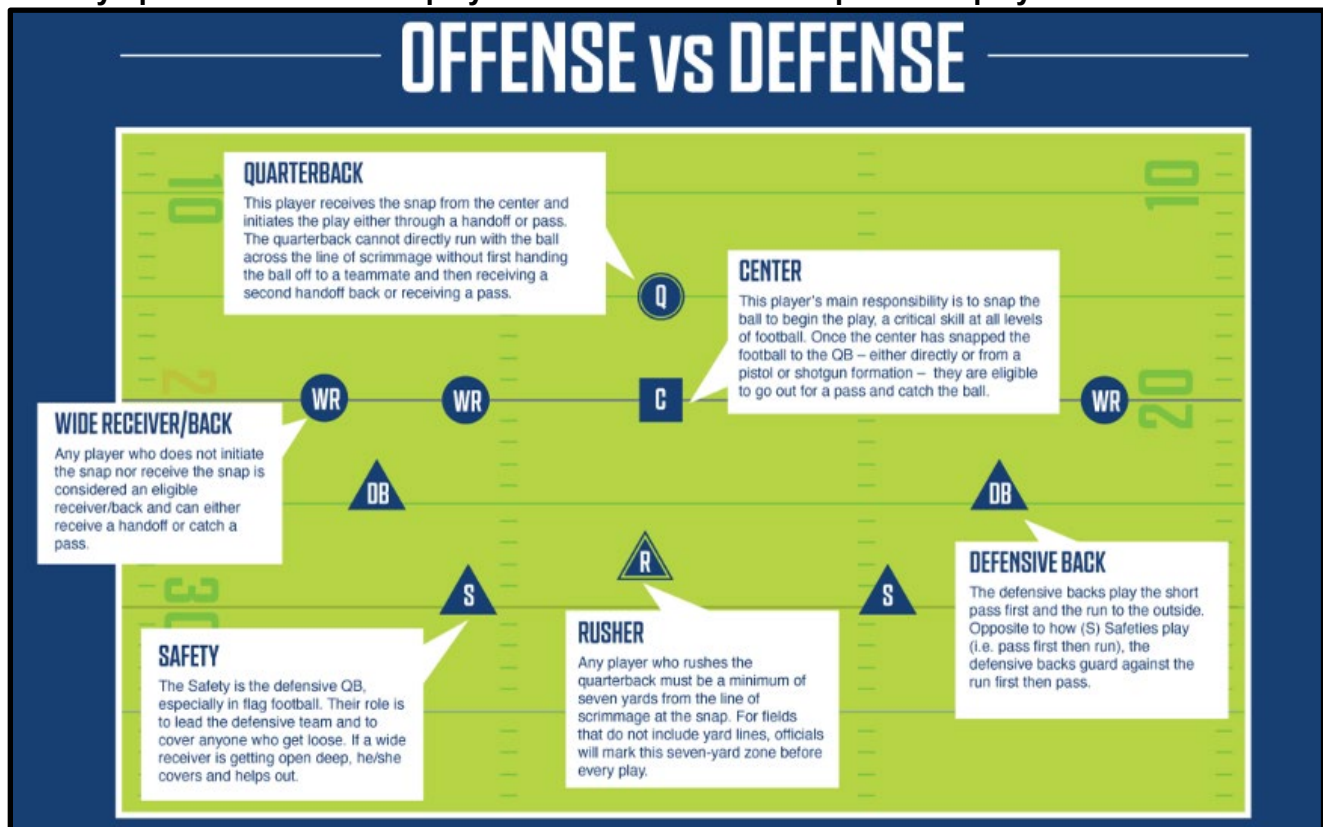 OFFENSE VS DEFENSE
10
10
QUARTERBACK
This player receives the snap from the center and
initiates the play either through a handoff or pass.
The quarterback cannot directly run with the ball
across the line of scrimmage without first handing
the ball off to a teammate and then receiving a
second handoff back or receiving a pass.
Q
CENTER
This player's main responsibility is to snap the
ball to begin the play, a critical skill at all levels
of football. Once the center has snapped the
football to the QB – either directly or from a
pistol or shotgun formation – they are eligible
to go out for a pass and catch the ball.
2
WR
WR
C
WR
20
WIDE RECEIVER/BACK
Any player who does not initiate
the snap nor receive the snap is
considered an eligible
receiver/back and can either
receive a handoff or catch a
pass.
DB
DB
30
S
R
S
DEFENSIVE BACK
The defensive backs play the short
pass first and the run to the outside.
Opposite to how (S) Safeties play
(i.e. pass first then run), the
defensive backs guard against the
run first then pass.
SAFETY
The Safety is the defensive QB,
especially in flag football. Their role is
to lead the defensive team and to
cover anyone who get loose. If a wide
receiver is getting open deep, he/she
covers and helps out.
RUSHER
Any player who rushes the
quarterback must be a minimum of
seven yards from the line of
scrimmage at the snap. For fields
that do not include yard lines, officials
will mark this seven-yard zone before
every play.